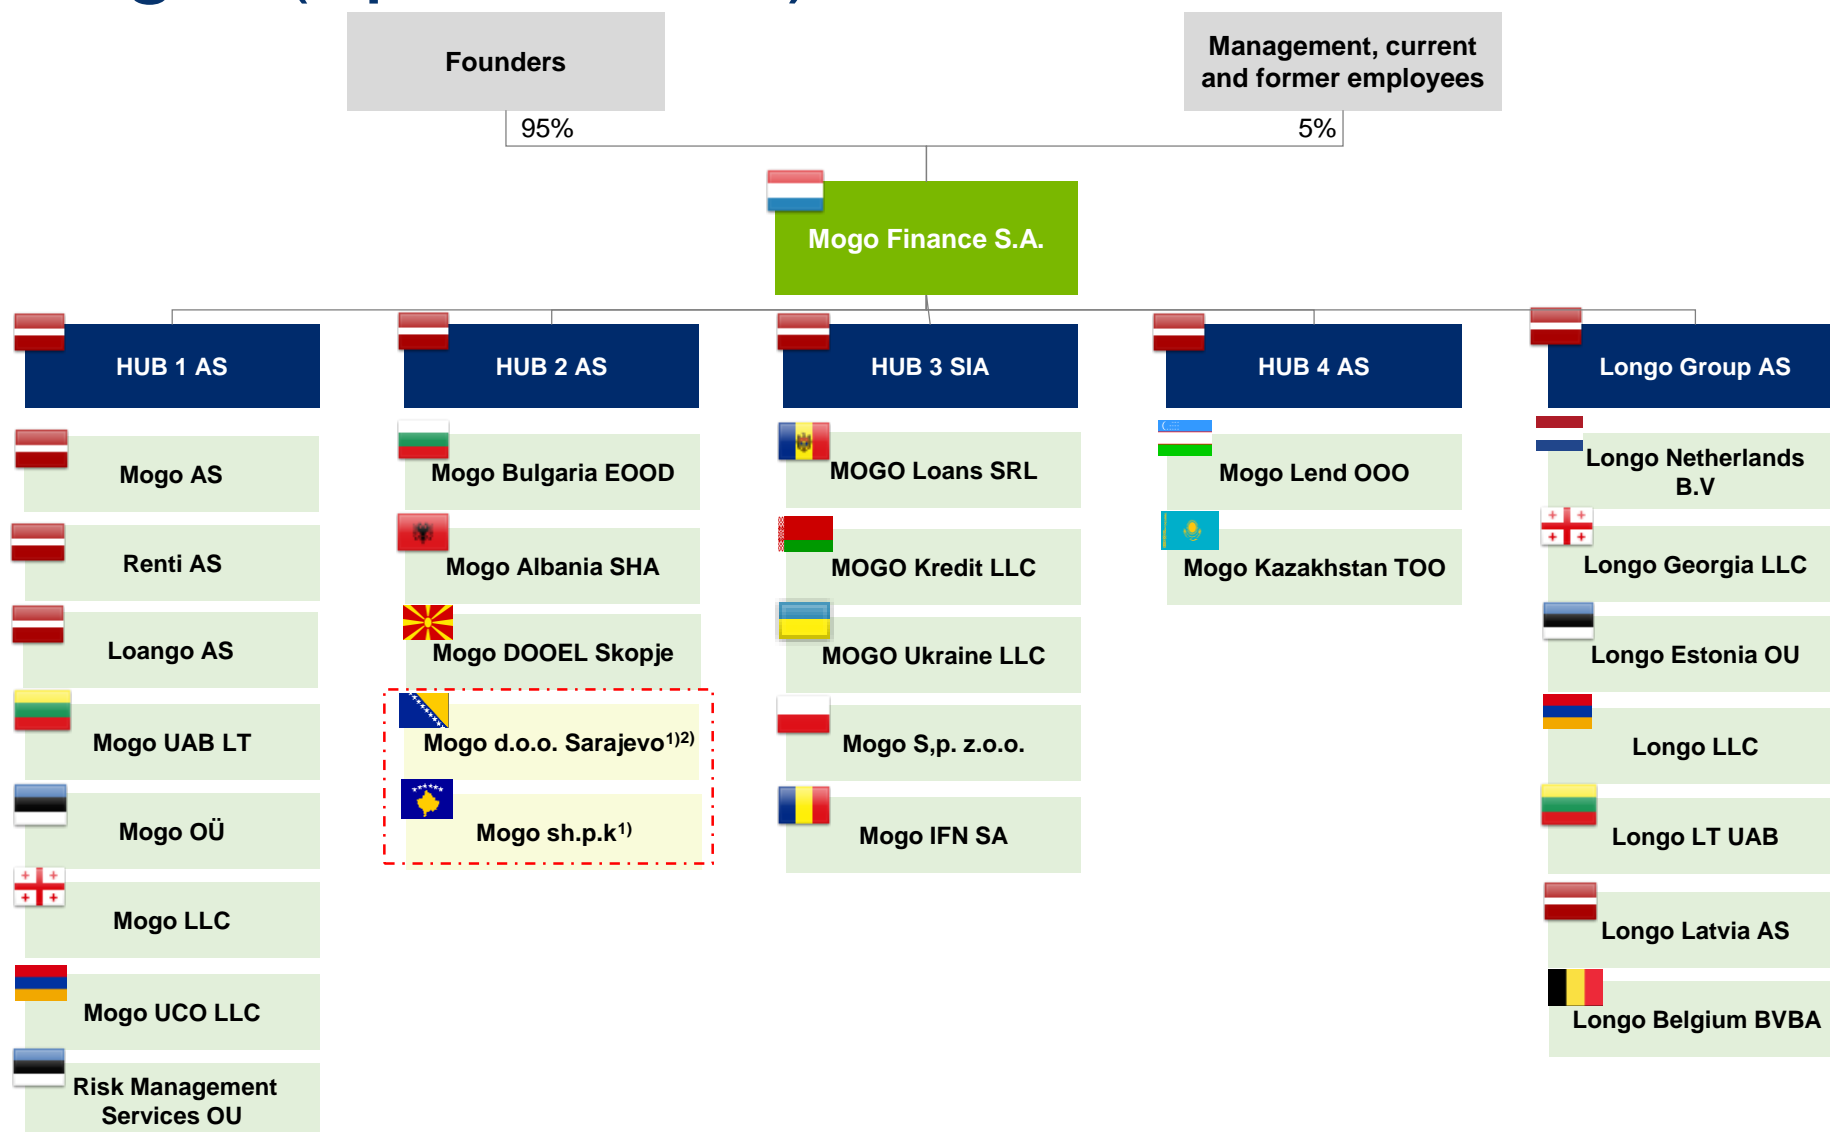 Founders
Management, current
and former employees
95%
5%
Mogo Finance S.A.
HUB 1 AS
HUB 2 AS
HUB 3 SIA
HUB 4 AS
Longo Group AS
Mogo AS
Renti AS
Loango AS
Mogo UAB LT
Mogo OÜ
Mogo LLC
Mogo UCO LLC
Risk Management
Services OU
Mogo Bulgaria EOOD
Mogo Albania SHA
Mogo DOOEL Skopje
Mogo d.o.o. Sarajevo1)2)
Mogo sh.p.k1)
MOGO Loans SRL
MOGO Kredit LLC
MOGO Ukraine LLC
Mogo S,p. z.o.o.
Mogo IFN SA
Mogo Lend OOO
Mogo Kazakhstan TOO
Longo Netherlands
B.V
Longo Georgia LLC
Longo Estonia OU
Longo LLC
Longo LT UAB
Longo Latvia AS
Longo Belgium BVBA